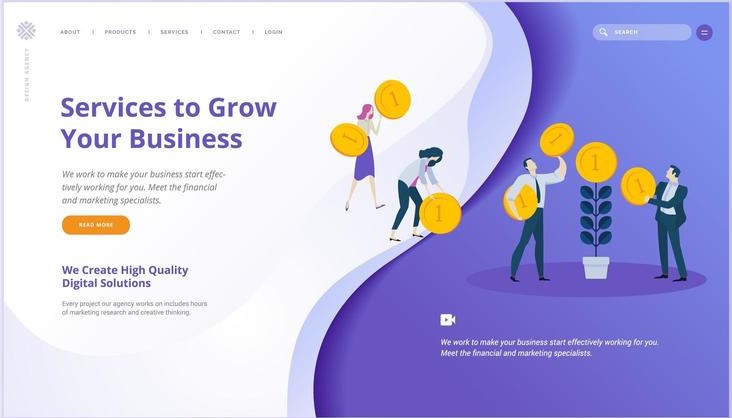 ABOUT | PRODUCTS | SERVICES | CONTACT | LOGIN
SEARCH
DESIGN AGENCY
Services to Grow
Your Business
We work to make your business start effec-
tively working for you. Meet the financial
and marketing specialists.
READ MORE
We Create High Quality
Digital Solutions
Every project our agency works on includes hours
of marketing research and creative thinking.
1
1
1
1
1
1
1
We work to make your business start effectively working for you.
Meet the financial and marketing specialists.